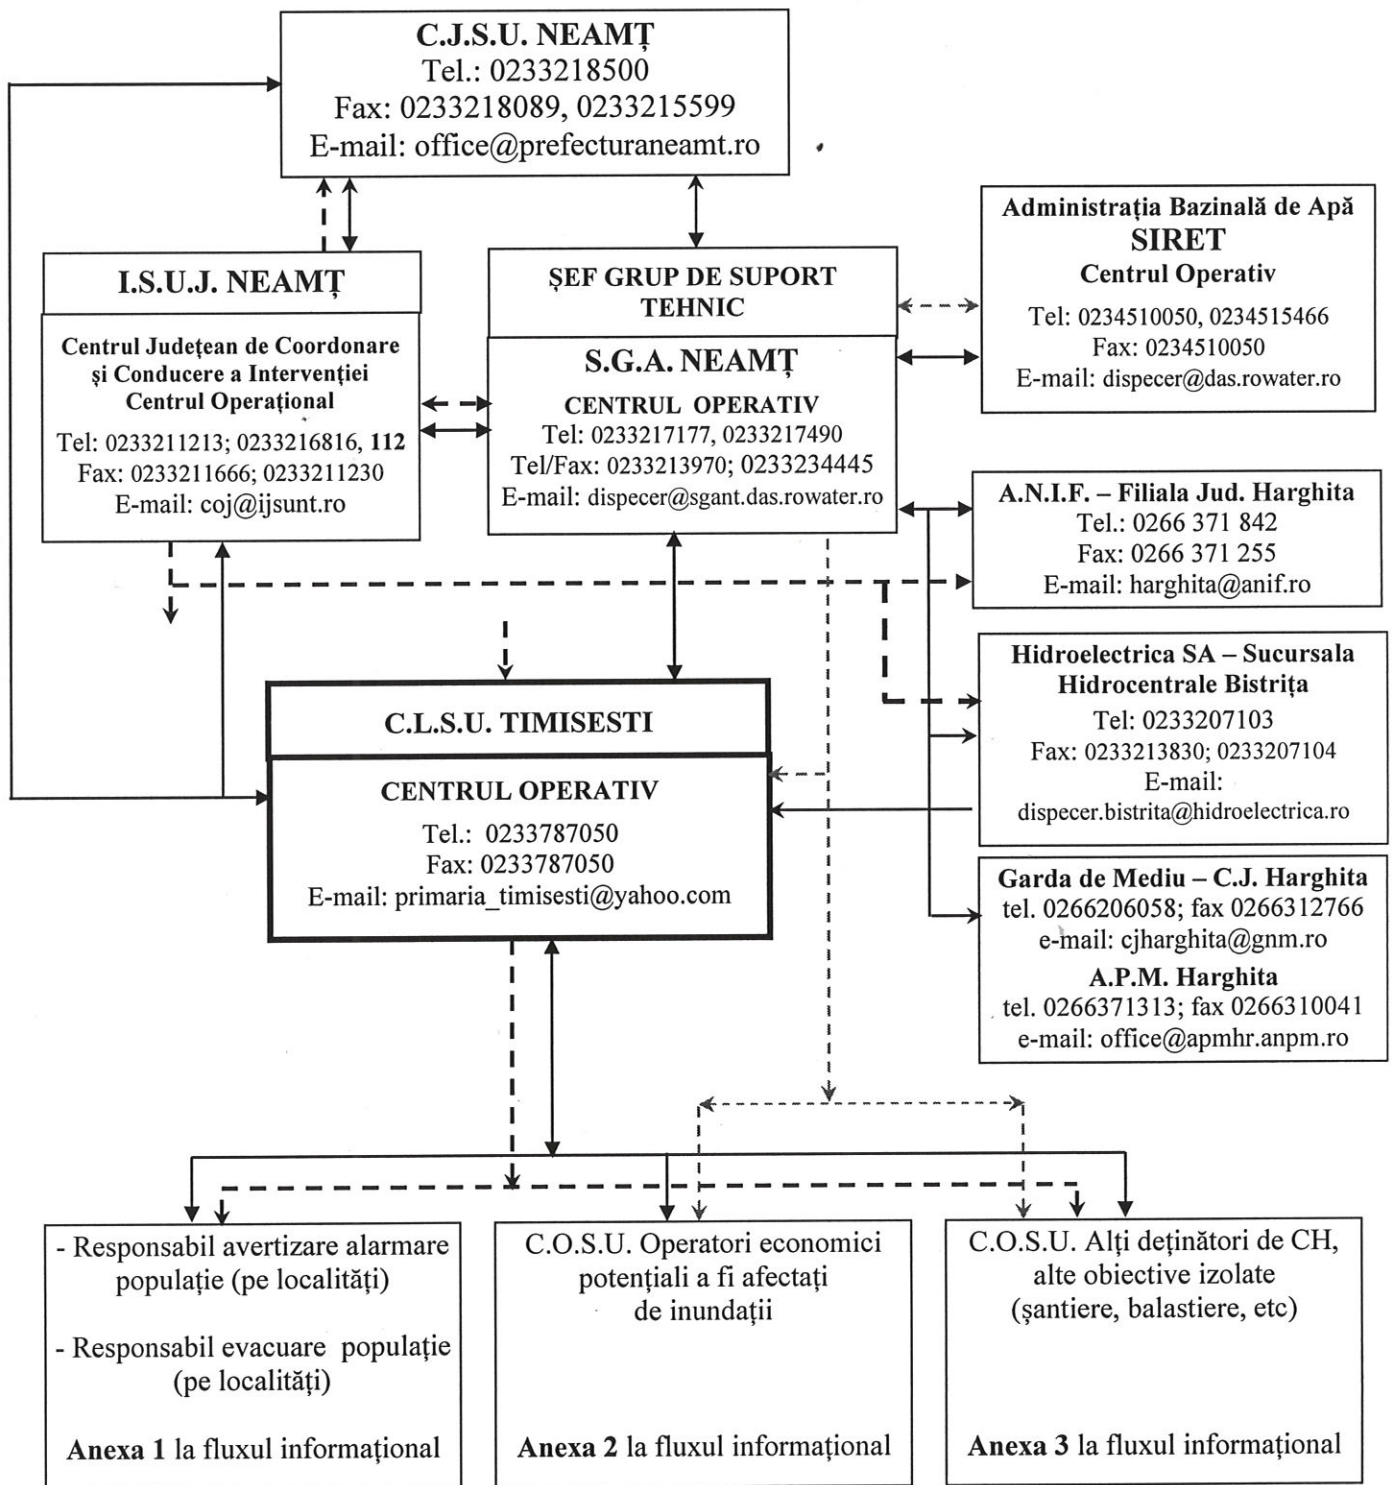 C.J.S.U. NEAMȚ
Tel.: 0233218500
Fax: 0233218089, 0233215599
E-mail: office@prefecturaneamt.ro
I.S.U.J. NEAMȚ
Centrul Județean de Coordonare
și Conducere a Intervenției
Centrul Operațional
Tel: 0233211213; 0233216816, 112
Fax: 0233211666; 0233211230
E-mail: coj@ijsunt.ro
ȘEF GRUP DE SUPORT
TEHNIC
S.G.A. NEAMȚ
CENTRUL OPERATIV
Tel: 0233217177, 0233217490
Tel/Fax: 0233213970; 0233234445
E-mail: dispecer@sgant.das.rowater.ro
Administrația Bazinală de Apă
SIRET
Centrul Operativ
Tel: 0234510050, 0234515466
Fax: 0234510050
E-mail: dispecer@das.rowater.ro
A.N.I.F. – Filiala Jud. Harghita
Tel.: 0266 371 842
Fax: 0266 371 255
E-mail: harghita@anif.ro
Hidroelectrica SA – Sucursala
Hidrocentrale Bistrița
Tel: 0233207103
Fax: 0233213830; 0233207104
E-mail:
dispecer.bistrita@hidroelectrica.ro
C.L.S.U. TIMISESTI
CENTRUL OPERATIV
Tel.: 0233787050
Fax: 0233787050
E-mail: primaria_timisesti@yahoo.com
Garda de Mediu – C.J. Harghita
tel. 0266206058; fax 0266312766
e-mail: cjharghita@gnm.ro
A.P.M. Harghita
tel. 0266371313; fax 0266310041
e-mail: office@apmhr.anpm.ro
- Responsabil avertizare alarmare
populație (pe localități)
- Responsabil evacuare populație
(pe localități)
Anexa 1 la fluxul informațional
C.O.S.U. Operatori economici
potențiali a fi afectați
de inundații
Anexa 2 la fluxul informațional
C.O.S.U. Alți deținători de CH,
alte obiective izolate
(șantiere, balastiere, etc)
Anexa 3 la fluxul informațional